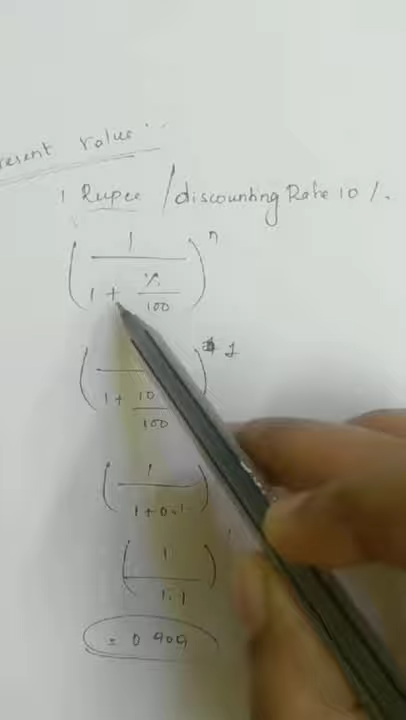 resent value
1 Rupee / discounting Rate 10 %.
( 1 / 1 + % / 100 ) n
( 1 + 10 / 100 ) 1
( 1 / 1 + 0.1 )
( 1 / 1.1 ) 1
= 0.909